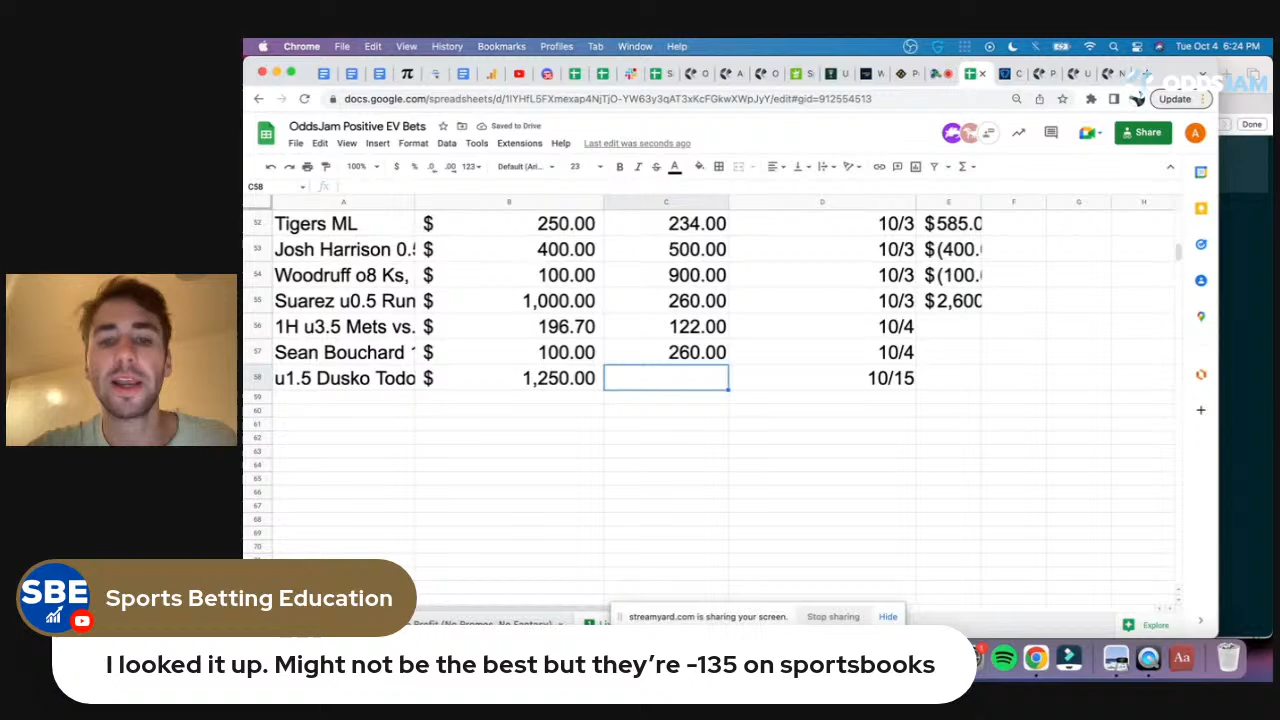 Chrome File Edit View History Bookmarks Profiles Tab Window Help Tue Oct 4 6:24 PM
ODDSJAM
docs.google.com/spreadsheets/d/1IYHfL5FXmexap4NjTjO-YW63y3qAT3xKcFGkwXWpJyY/edit#gid=912554513 Update
Done
OddsJam Positive EV Bets Saved to Drive
File Edit View Insert Format Data Tools Extensions Help Last edit was seconds ago Share A
100% $ % .0 .00 123 Default (Ari... 23 B I S A
C58 fx
A B C D E F G H
52 Tigers ML $ 250.00 234.00 10/3 $585.0
53 Josh Harrison 0.5 $ 400.00 500.00 10/3 $(400.
54 Woodruff o8 Ks, $ 100.00 900.00 10/3 $(100.
55 Suarez u0.5 Run $ 1,000.00 260.00 10/3 $2,600
56 1H u3.5 Mets vs. $ 196.70 122.00 10/4
57 Sean Bouchard $ 100.00 260.00 10/4
58 u1.5 Dusko Todo $ 1,250.00 10/15
59
60
61
62
63
64
65
66
67
68
69
70
Profit (No Promos, No Fantasy)
streamyard.com is sharing your screen. Stop sharing Hide
Explore
SBE
Sports Betting Education
I looked it up. Might not be the best but they're -135 on sportsbooks
Aa